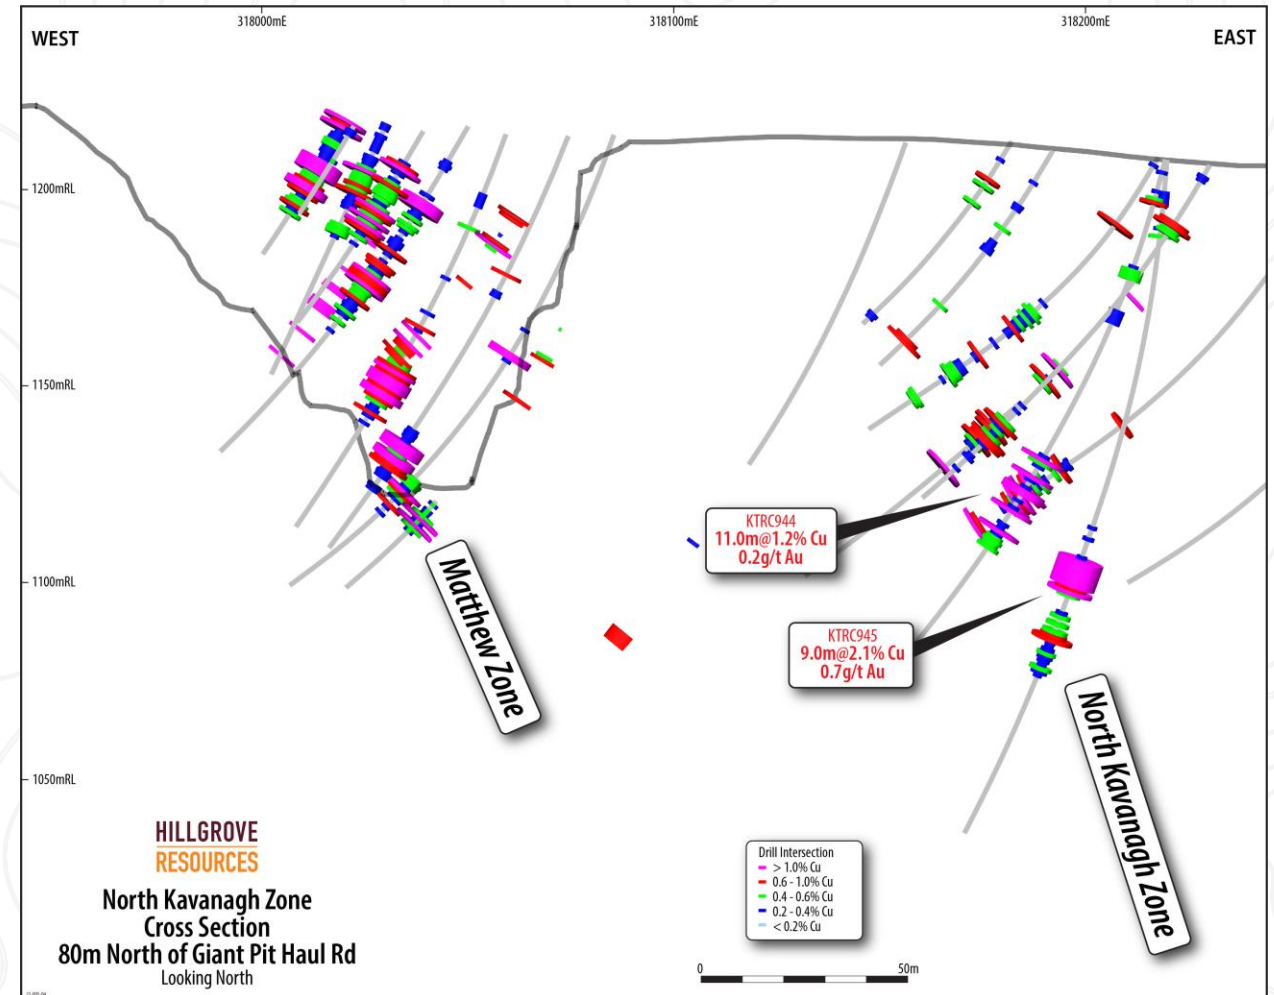 318000mE
318100mE
318200mE
WEST
EAST
1200mRL
1150mRL
1100mRL
1050mRL
KTRC944
11.0m@1.2% Cu
0.2g/t Au
KTRC945
9.0m@2.1% Cu
0.7g/t Au
Matthew Zone
North Kavanagh Zone
HILLGROVE
RESOURCES
North Kavanagh Zone
Cross Section
80m North of Giant Pit Haul Rd
Looking North
Drill Intersection
> 1.0% Cu
0.6 - 1.0% Cu
0.4 - 0.6% Cu
0.2 - 0.4% Cu
< 0.2% Cu
0
50m